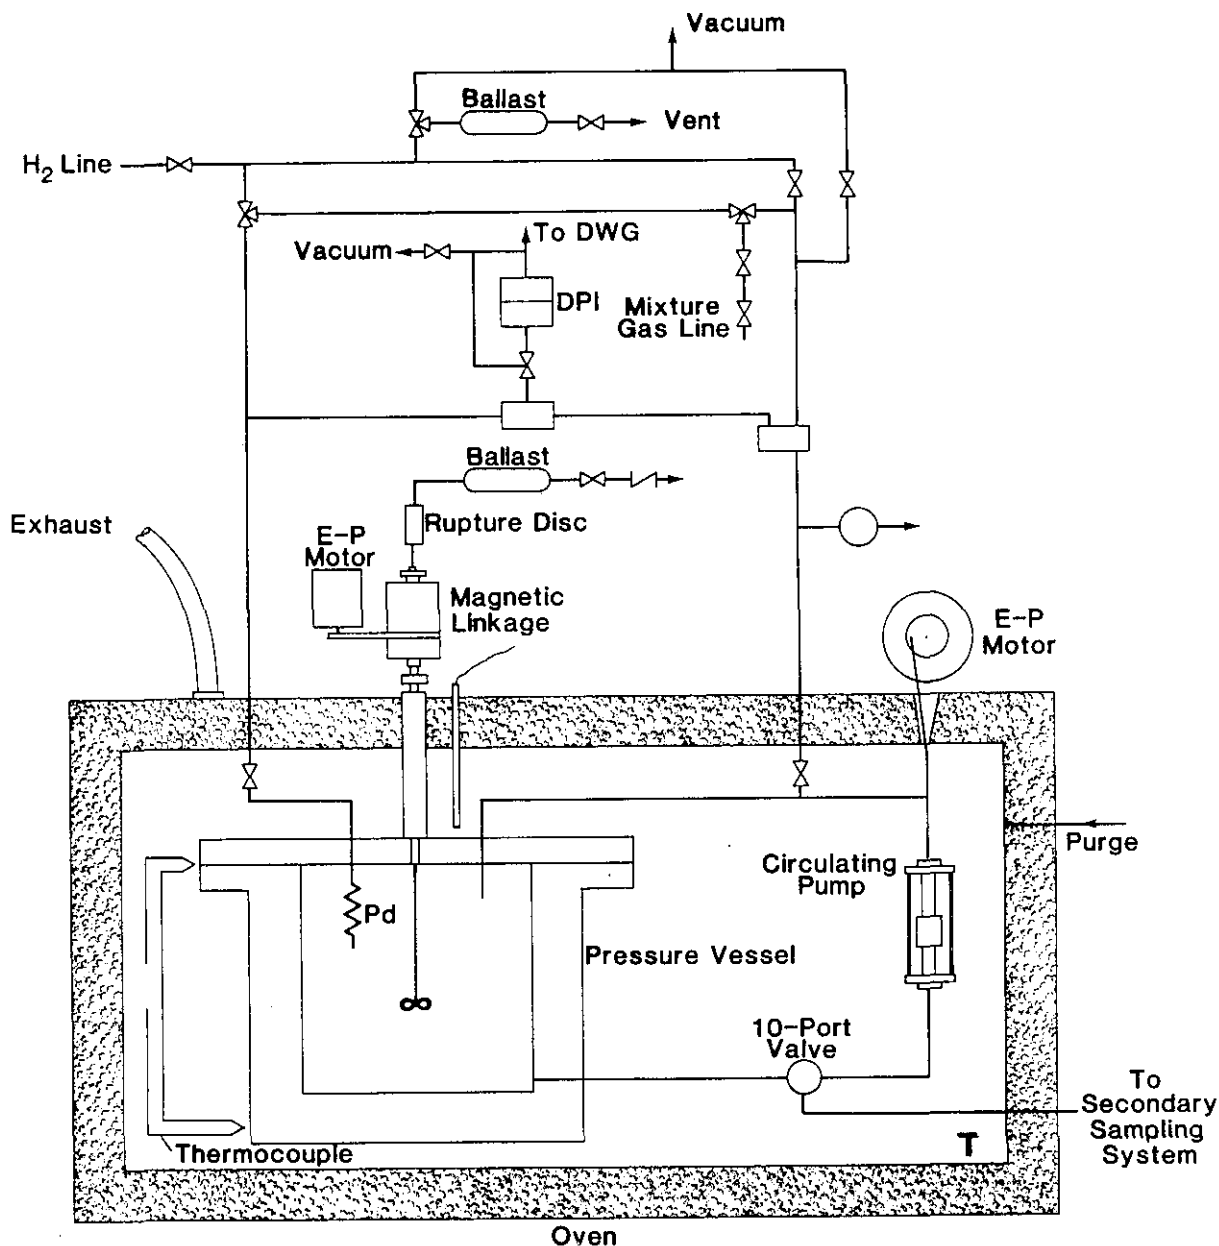 Vacuum
Ballast
Vent
H2 Line
To DWG
Vacuum
DPI
Mixture
Gas Line
Ballast
Exhaust
Rupture Disc
E-P
Motor
Magnetic
Linkage
E-P
Motor
Purge
Circulating
Pump
Pd
Pressure Vessel
10-Port
Valve
To
Secondary
Sampling
System
T
Thermocouple
Oven